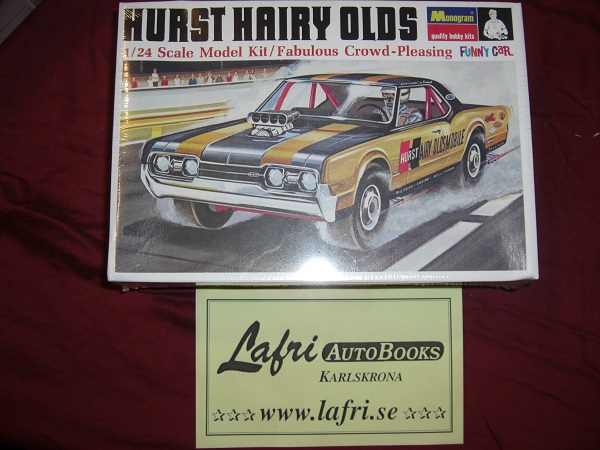 HURST HAIRY OLDS
Monogram
quality hobby kits
1/24 Scale Model Kit/Fabulous Crowd-Pleasing FUNNY CAR
HURST HAIRY OLDSMOBILE
Lafri AUTOBOOKS
KARLSKRONA
www.lafri.se